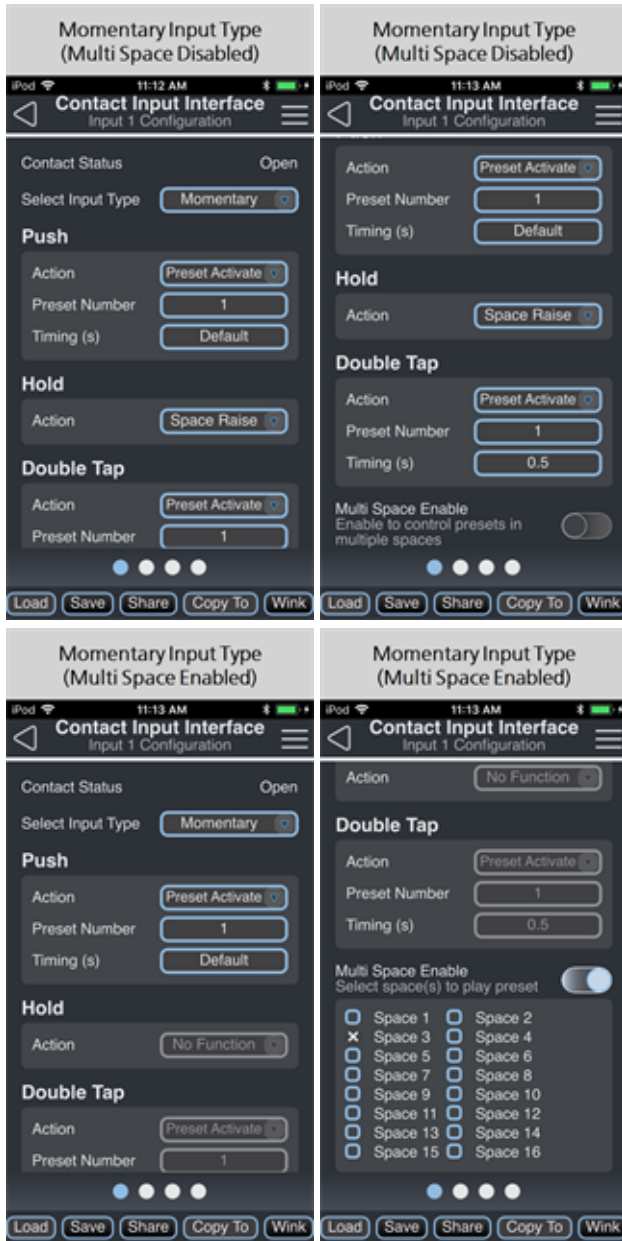 Momentary Input Type
(Multi Space Disabled)
iPod 11:12 AM
Contact Input Interface
Input 1 Configuration
Contact Status Open
Select Input Type Momentary
Push
Action Preset Activate
Preset Number 1
Timing (s) Default
Hold
Action Space Raise
Double Tap
Action Preset Activate
Preset Number 1
Load Save Share Copy To Wink
Momentary Input Type
(Multi Space Disabled)
iPod 11:13 AM
Contact Input Interface
Input 1 Configuration
Action Preset Activate
Preset Number 1
Timing (s) Default
Hold
Action Space Raise
Double Tap
Action Preset Activate
Preset Number 1
Timing (s) 0.5
Multi Space Enable
Enable to control presets in
multiple spaces
Load Save Share Copy To Wink
Momentary Input Type
(Multi Space Enabled)
iPod 11:13 AM
Contact Input Interface
Input 1 Configuration
Contact Status Open
Select Input Type Momentary
Push
Action Preset Activate
Preset Number 1
Timing (s) Default
Hold
Action No Function
Double Tap
Action Preset Activate
Preset Number 1
Load Save Share Copy To Wink
Momentary Input Type
(Multi Space Enabled)
iPod 11:13 AM
Contact Input Interface
Input 1 Configuration
Action No Function
Double Tap
Action Preset Activate
Preset Number 1
Timing (s) 0.5
Multi Space Enable
Select space(s) to play preset
Space 1 Space 2
Space 3 Space 4
Space 5 Space 6
Space 7 Space 8
Space 9 Space 10
Space 11 Space 12
Space 13 Space 14
Space 15 Space 16
Load Save Share Copy To Wink